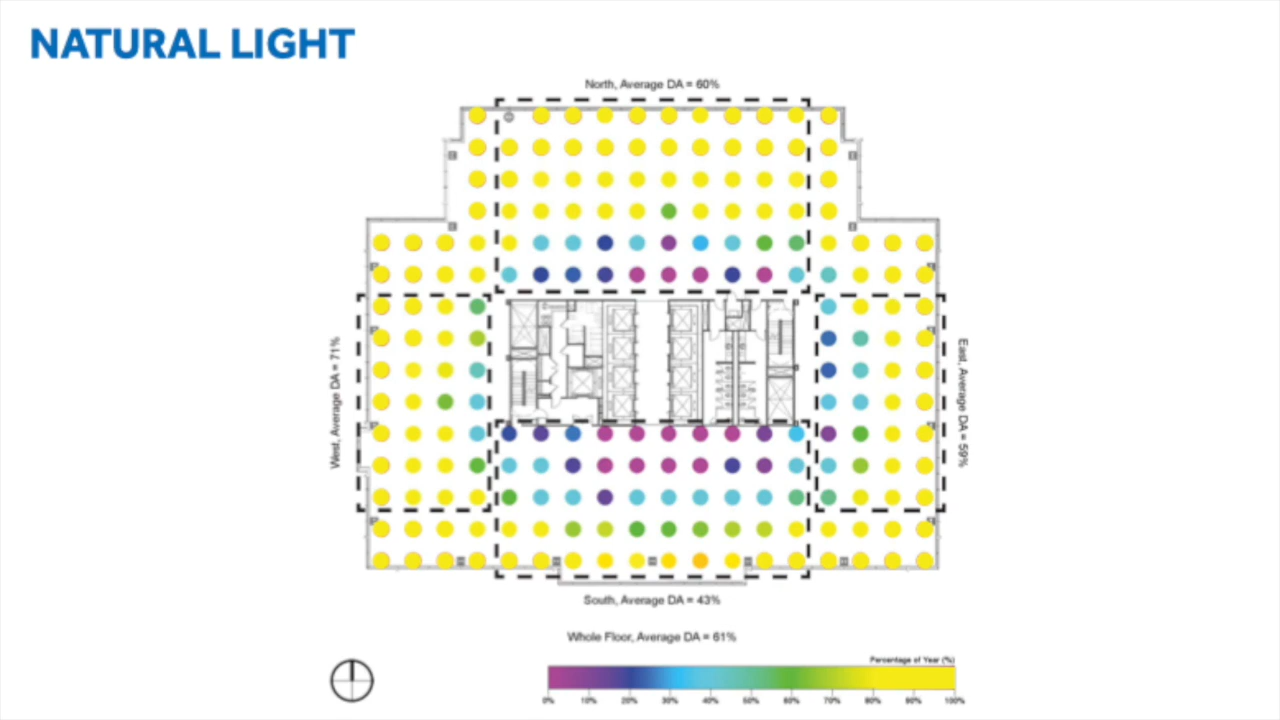 NATURAL LIGHT
North, Average DA = 60%
West, Average DA = 71%
East, Average DA = 59%
South, Average DA = 43%
Whole Floor, Average DA = 61%
Percentage of Year (%)
0% 10% 20% 30% 40% 50% 60% 70% 80% 90% 100%